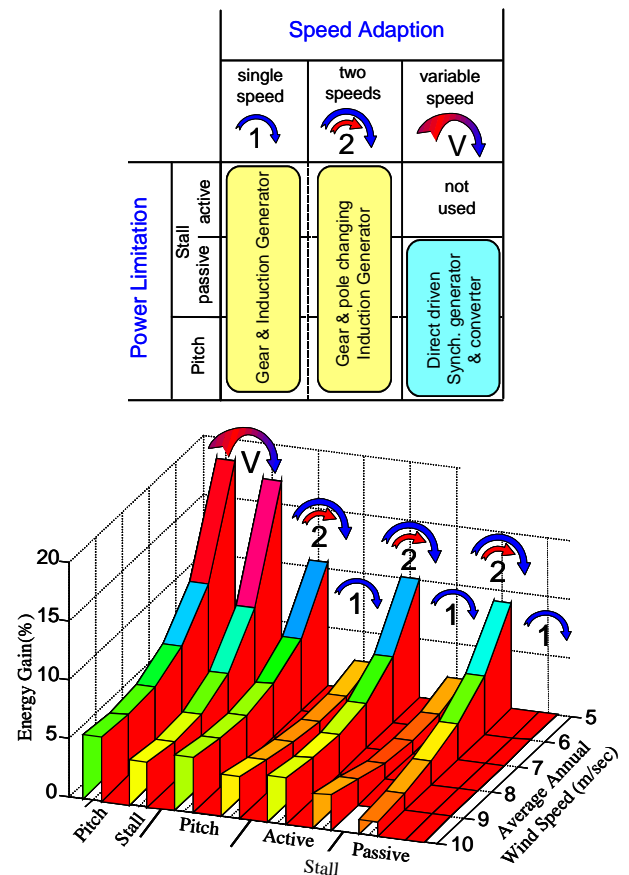 Speed Adaption
single
speed
two
speeds
variable
speed
1
2
V
Power Limitation
Stall
active
passive
Pitch
Gear & Induction Generator
Gear & pole changing
Induction Generator
not
used
Direct driven
Synch. generator
& converter
V
2
1
2
1
2
1
Energy Gain(%)
20
15
10
5
0
5
6
7
8
9
10
Average Annual
Wind Speed (m/sec)
Pitch
Stall
Pitch
Active
Passive
Stall